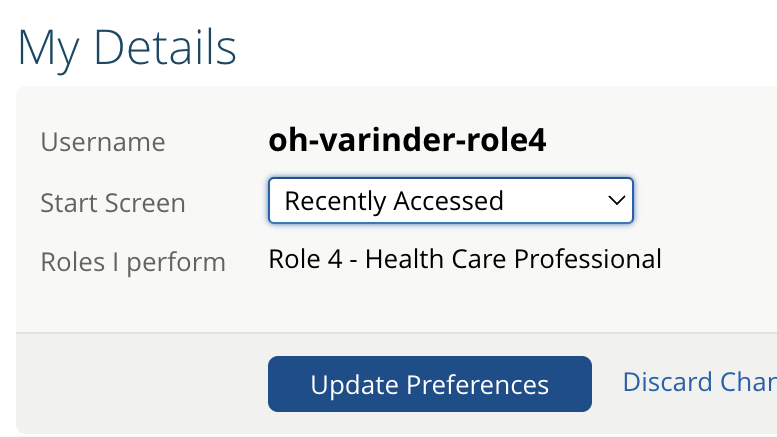 My Details
Username oh-varinder-role4
Start Screen Recently Accessed
Roles I perform Role 4 - Health Care Professional
Update Preferences Discard Char